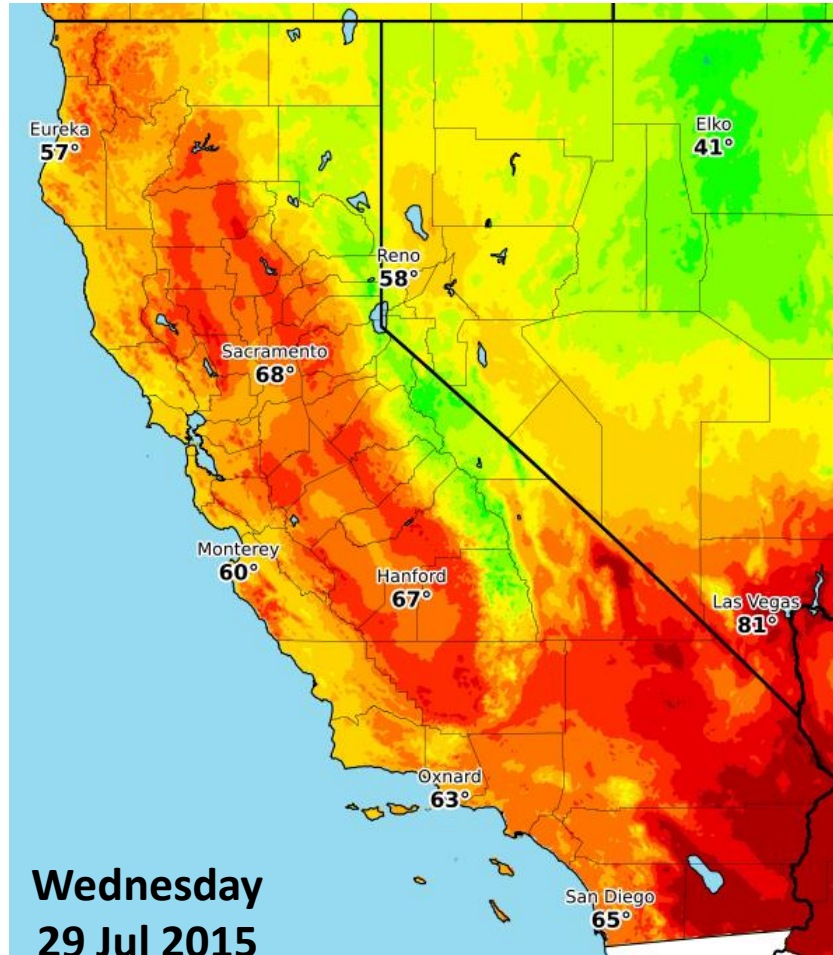 Eureka
57°
Elko
41°
Reno
58°
Sacramento
68°
Monterey
60°
Hanford
67°
Las Vegas
81°
Oxnard
63°
San Diego
65°
Wednesday
29 Jul 2015